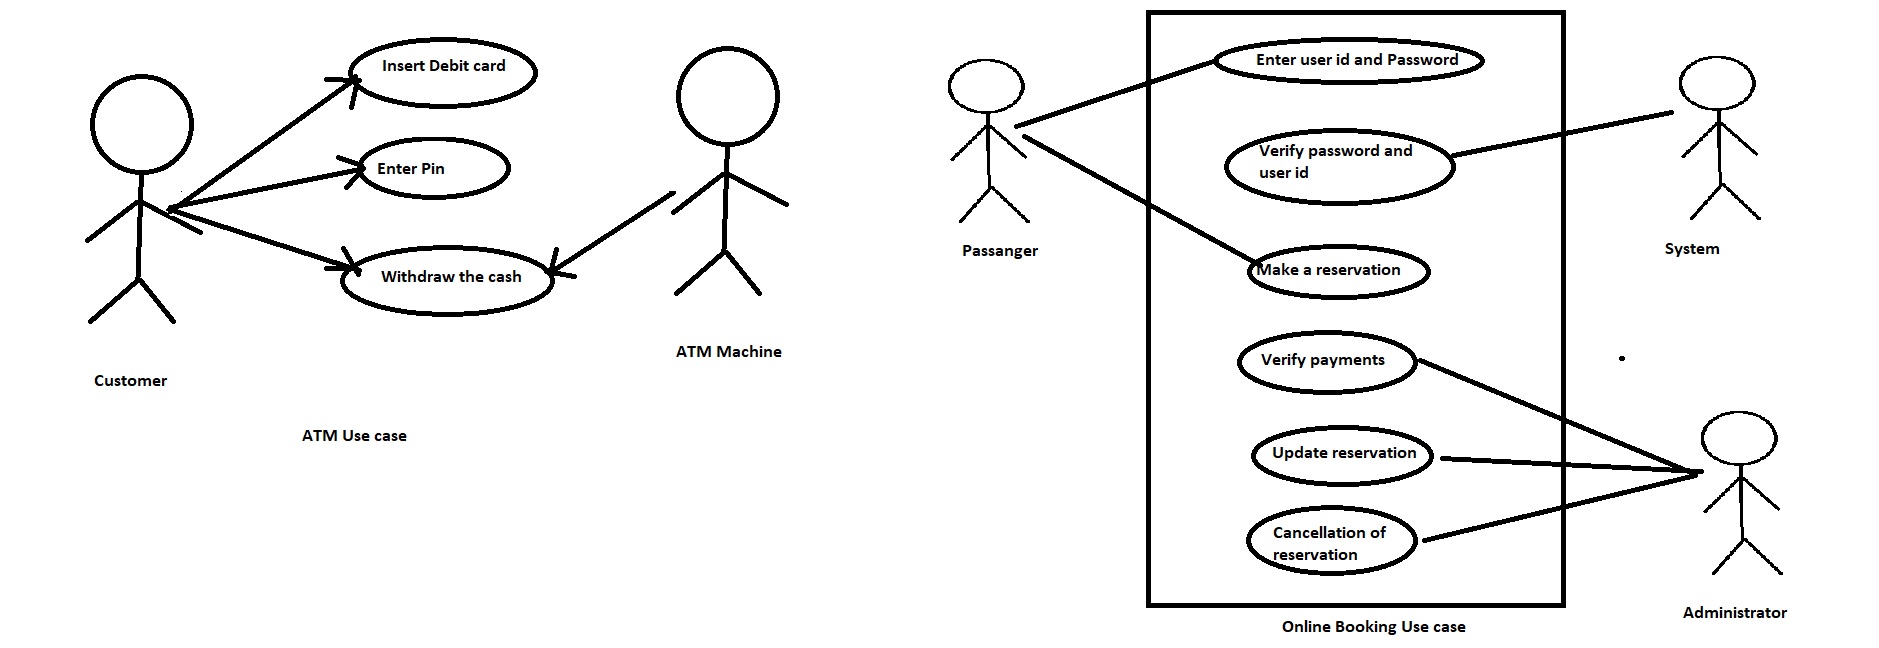 Insert Debit card
Enter Pin
Withdraw the cash
Customer
ATM Machine
ATM Use case
Enter user id and Password
Verify password and
user id
Make a reservation
Verify payments
Update reservation
Cancellation of
reservation
Passanger
System
Administrator
Online Booking Use case